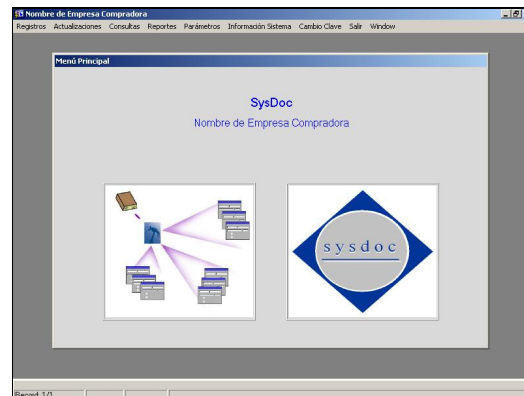 Nombre de Empresa Compradora
Registros Actualizaciones Consultas Reportes Parámetros Información Sistema Cambio Clave Salir Window
Menú Principal
SysDoc
Nombre de Empresa Compradora
sysdoc
Record: 1/1